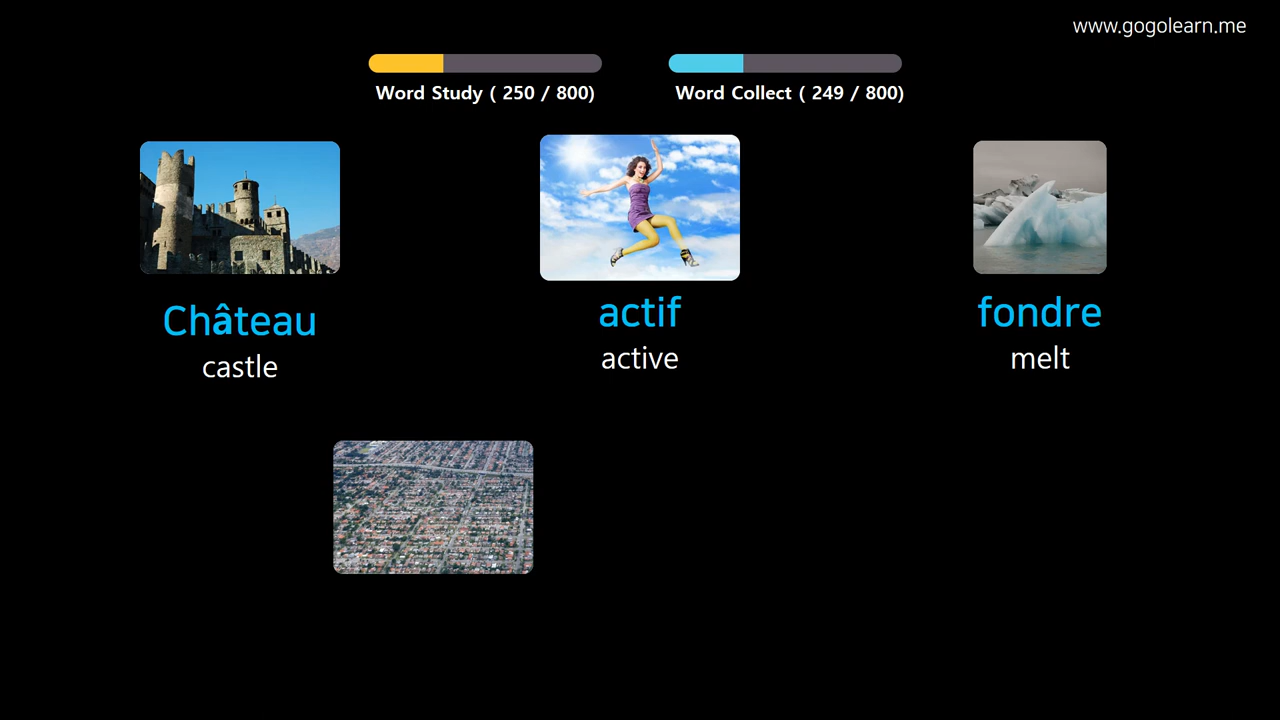 www.gogolearn.me
Word Study ( 250 / 800)
Word Collect ( 249 / 800)
Château
castle
actif
active
fondre
melt